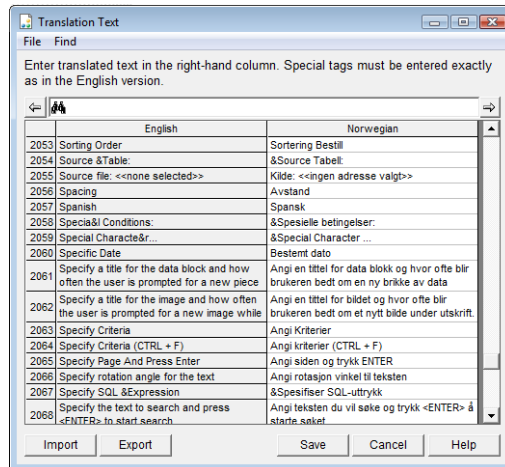 Translation Text
File Find
Enter translated text in the right-hand column. Special tags must be entered exactly
as in the English version.
English Norwegian
2053 Sorting Order Sortering Bestill
2054 Source &Table: &Source Tabell:
2055 Source file: <<none selected>> Kilde: <<ingen adresse valgt>>
2056 Spacing Avstand
2057 Spanish Spansk
2058 Specia&l Conditions: &Spesielle betingelser:
2059 Special Characte&r... &Special Character ...
2060 Specific Date Bestemt dato
2061 Specify a title for the data block and how Angi en tittel for data blokk og hvor ofte blir
often the user is prompted for a new piece brukeren bedt om en ny brikke av data
2062 Specify a title for the image and how often Angi en tittel for bildet og hvor ofte blir
the user is prompted for a new image while brukeren bedt om et nytt bilde under utskrift.
2063 Specify Criteria Angi Kriterier
2064 Specify Criteria (CTRL + F) Angi kriterier (CTRL + F)
2065 Specify Page And Press Enter Angi siden og trykk ENTER
2066 Specify rotation angle for the text Angi rotasjon vinkel til teksten
2067 Specify SQL &Expression &Spesifiser SQL-uttrykk
2068 Specify the text to search and press Angi teksten du vil søke og trykk <ENTER> å
<ENTER> to start search starte søket
Import Export Save Cancel Help